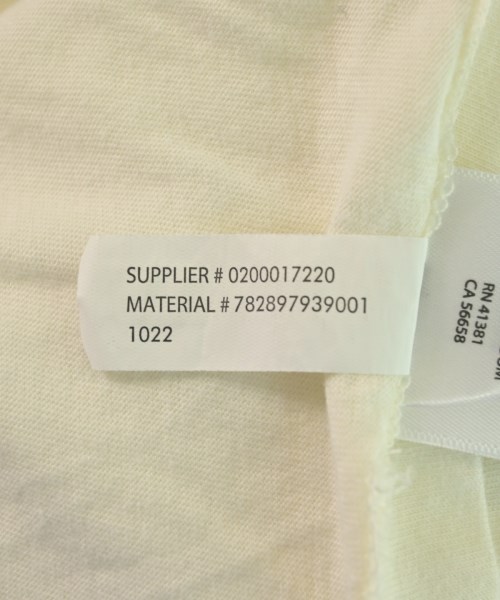 SUPPLIER # 0200017220
MATERIAL # 782897939001
1022
RN 41381
CA 56658